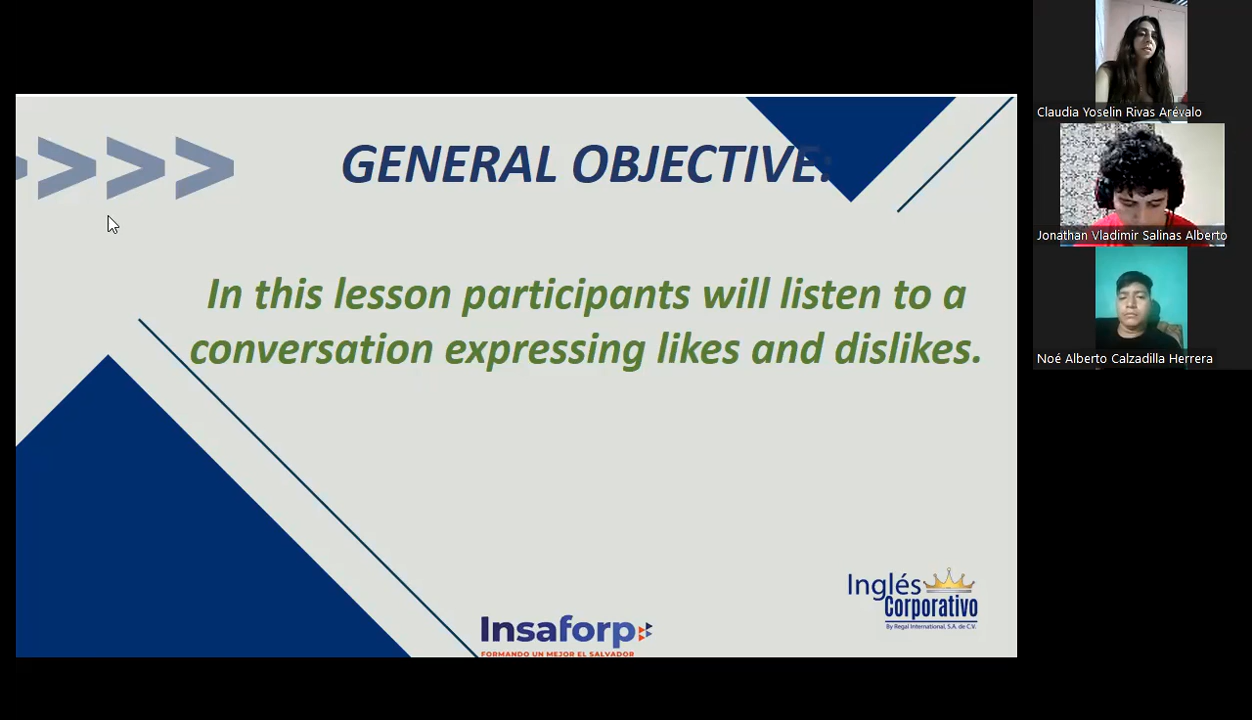 GENERAL OBJECTIVE:
In this lesson participants will listen to a
conversation expressing likes and dislikes.
Inglés
Corporativo
By Regal International, S.A. de C.V.
Insaforp
FORMANDO UN MEJOR EL SALVADOR
Claudia Yoselin Rivas Arévalo
Jonathan Vladimir Salinas Alberto
Noé Alberto Calzadilla Herrera